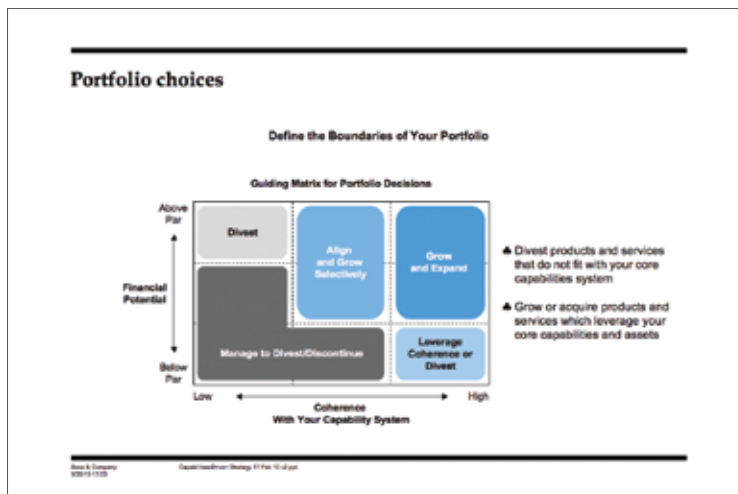 Portfolio choices
Define the Boundaries of Your Portfolio
Guiding Matrix for Portfolio Decisions
Above
Par
Financial
Potential
Below
Par
Divest
Align
and Grow
Selectively
Grow
and Expand
Manage to Divest/Discontinue
Leverage
Coherence or
Divest
Low
High
Coherence
With Your Capability System
♣ Divest products and services
that do not fit with your core
capabilities system
♣ Grow or acquire products and
services which leverage your
core capabilities and assets
& Company
Strategy